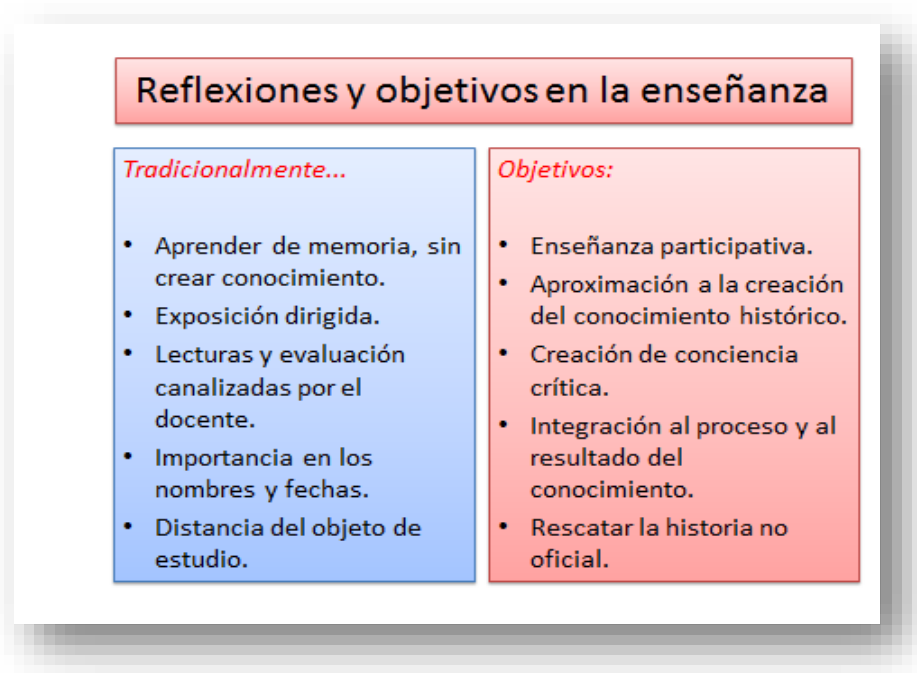 Reflexiones y objetivos en la enseñanza
Tradicionalmente...
• Aprender de memoria, sin
crear conocimiento.
• Exposición dirigida.
• Lecturas y evaluación
canalizadas por el
docente.
• Importancia en los
nombres y fechas.
• Distancia del objeto de
estudio.
Objetivos:
• Enseñanza participativa.
• Aproximación a la creación
del conocimiento histórico.
• Creación de conciencia
crítica.
• Integración al proceso y al
resultado del
conocimiento.
• Rescatar la historia no
oficial.